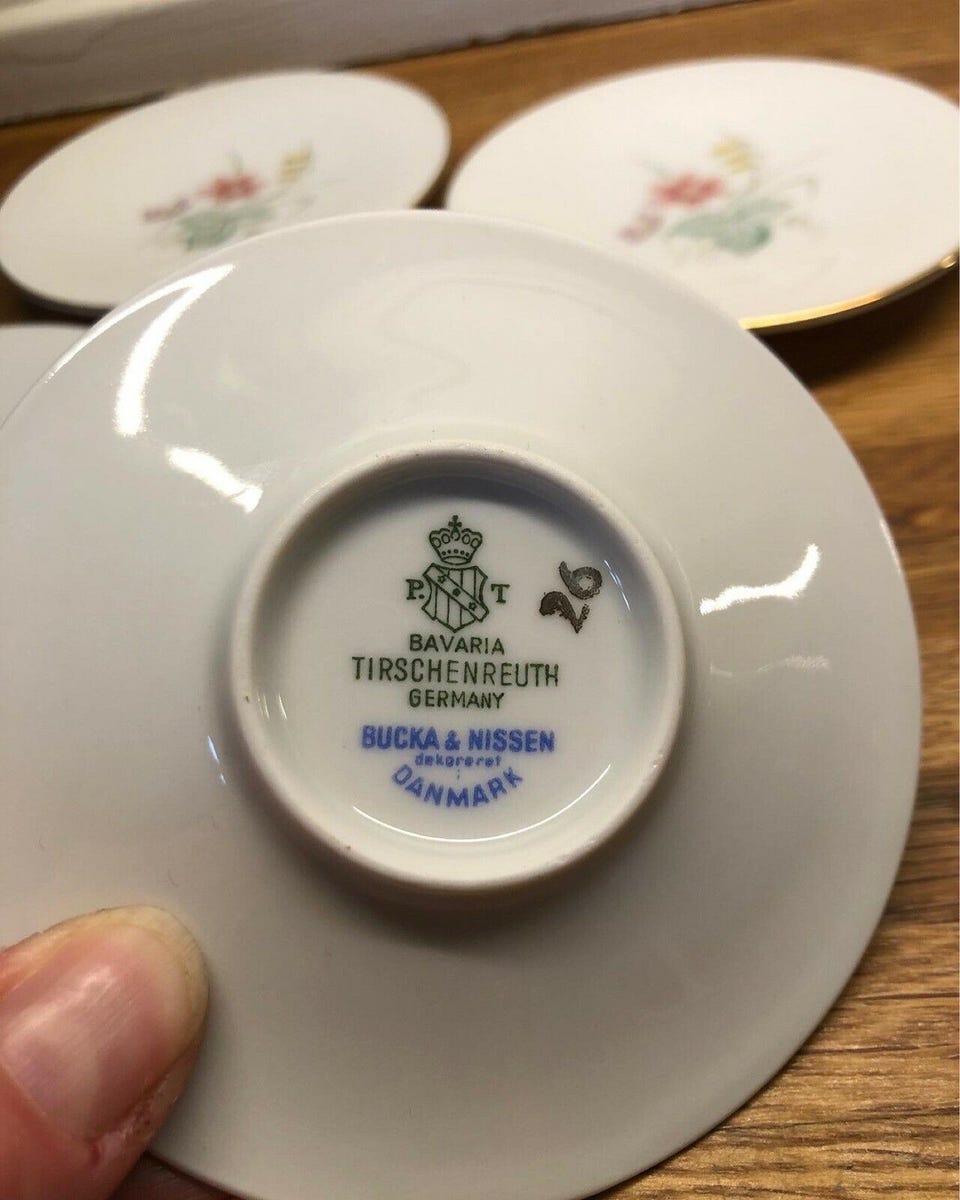 P. T
26
BAVARIA
TIRSCHENREUTH
GERMANY
BUCKA & NISSEN
dekoreret
DANMARK